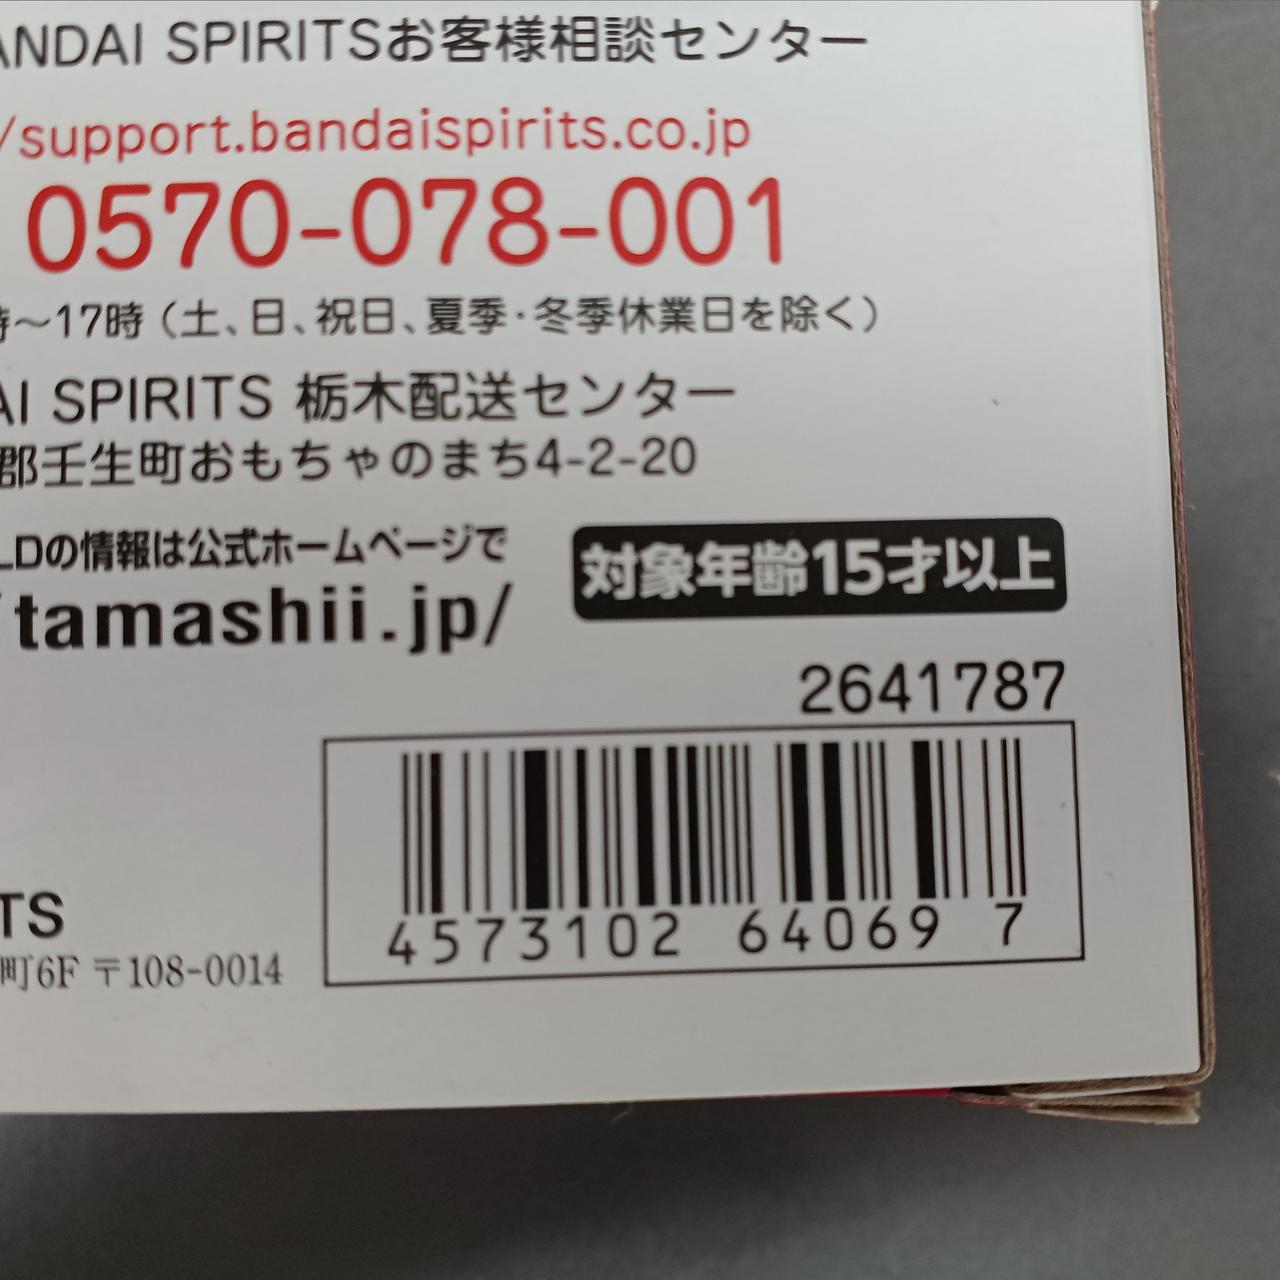 ANDAI SPIRITSお客様相談センター
/support.bandaispirits.co.jp
0570-078-001
時〜17時（土、日、祝日、夏季・冬季休業日を除く）
AI SPIRITS 栃木配送センター
郡壬生町おもちゃのまち4-2-20
LDの情報は公式ホームページで
/tamashii.jp/
対象年齢15才以上
2641787
4573102 64069 7
TS
町6F 〒108-0014